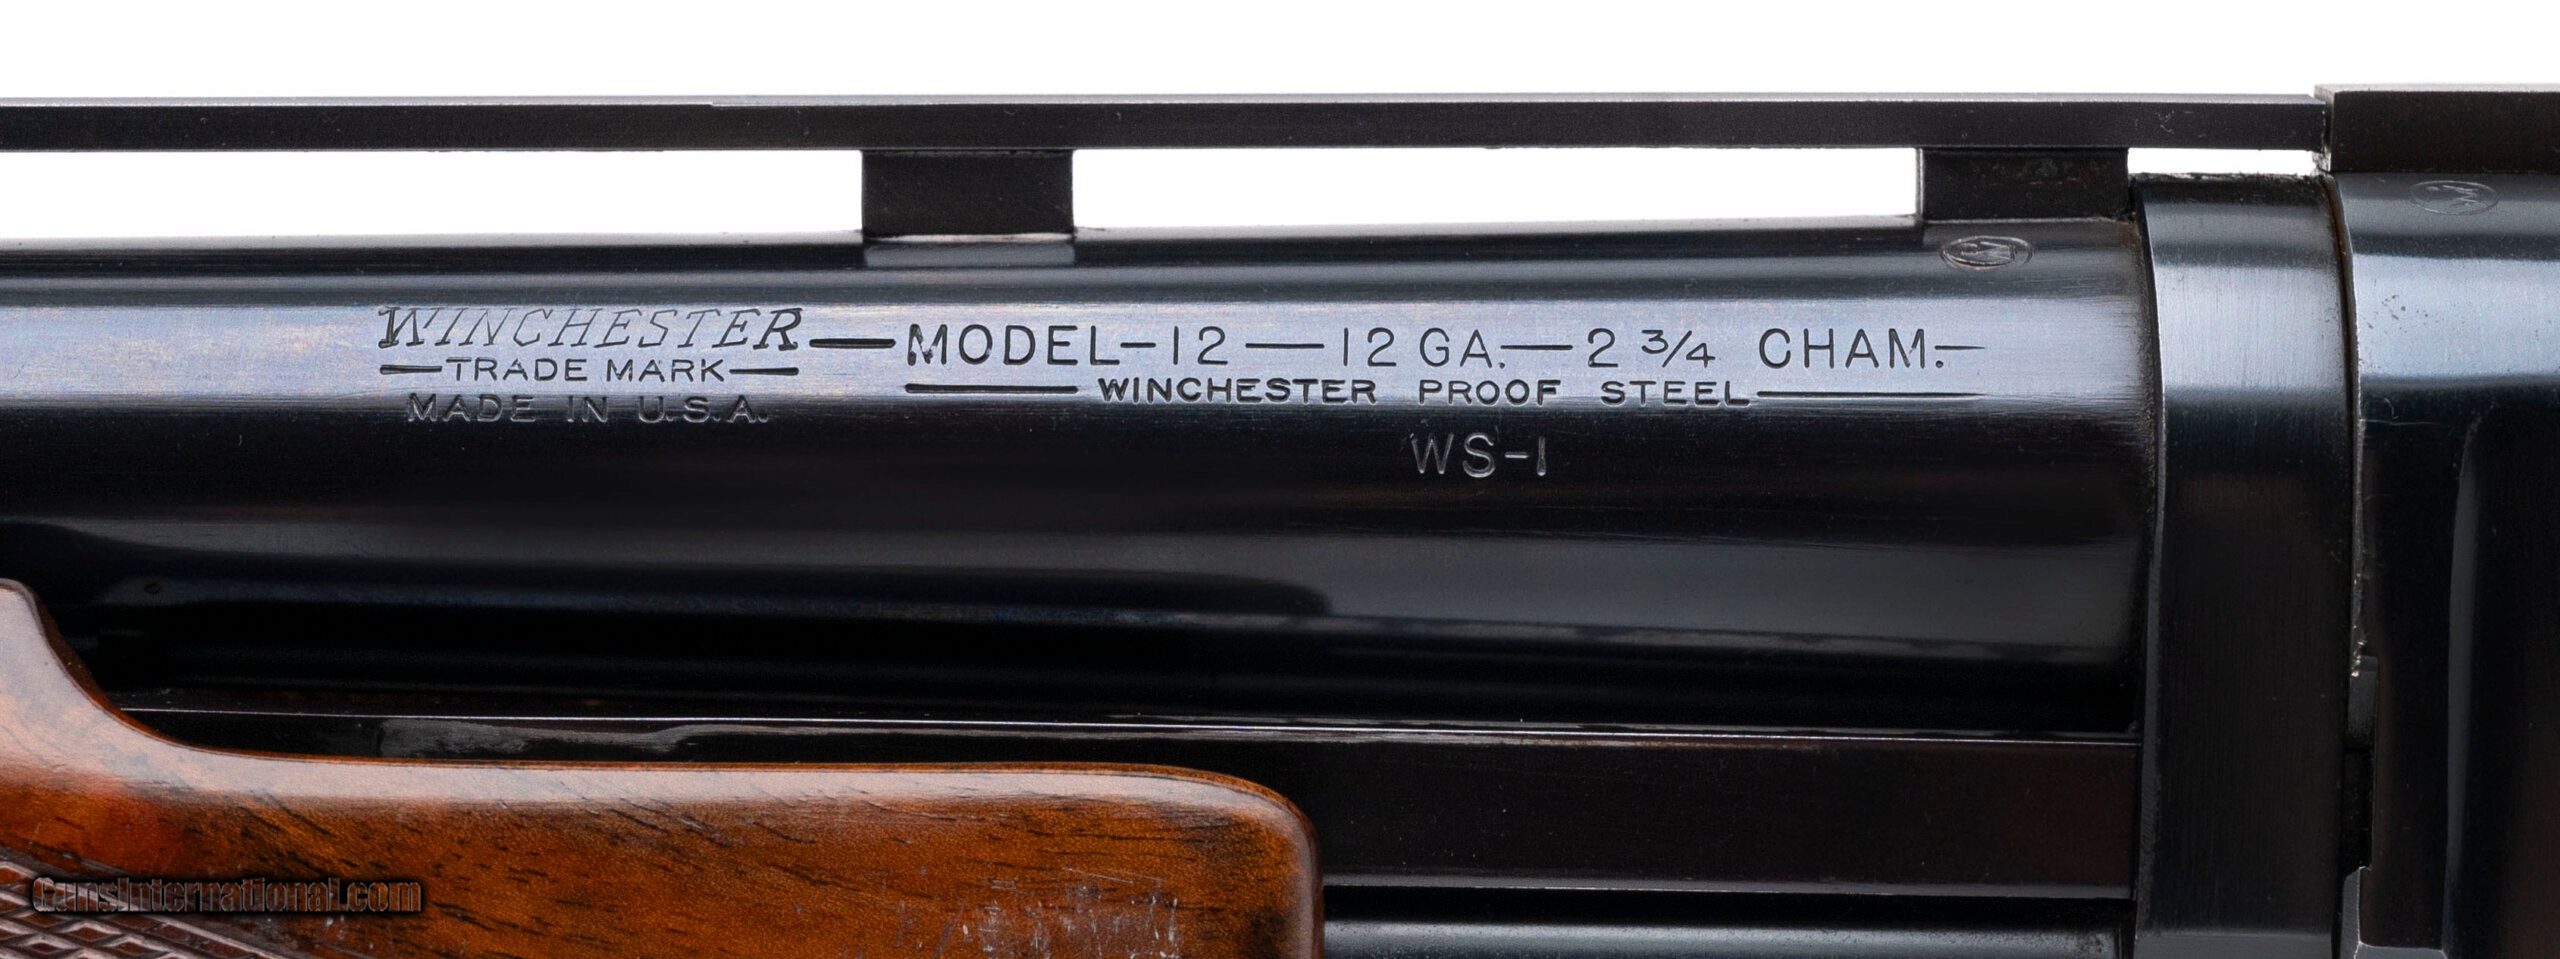 WINCHESTER—MODEL-12—12 GA.—2 3/4 CHAM.—
—TRADE MARK—
—WINCHESTER PROOF STEEL—
MADE IN U.S.A.
WS-1
GunsInternational.com